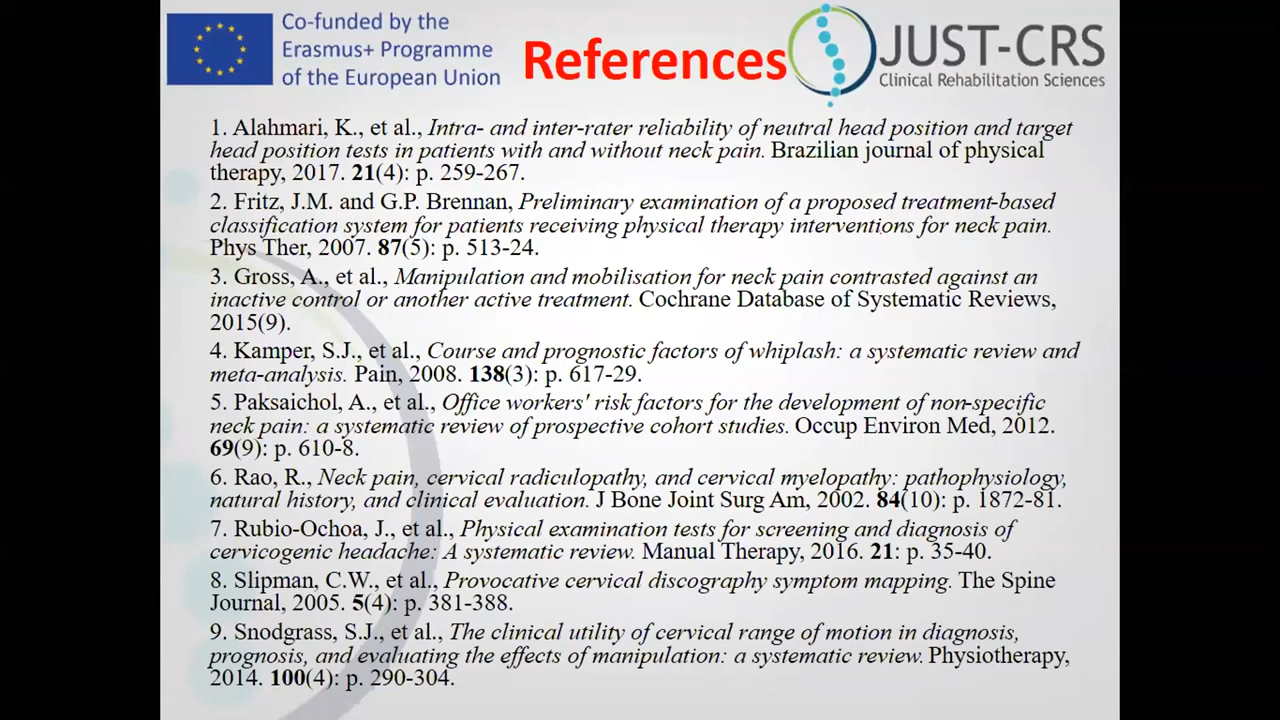 Co-funded by the
Erasmus+ Programme
of the European Union
References
JUST-CRS
Clinical Rehabilitation Sciences
1. Alahmari, K., et al., Intra- and inter-rater reliability of neutral head position and target
head position tests in patients with and without neck pain. Brazilian journal of physical
therapy, 2017. 21(4): p. 259-267.
2. Fritz, J.M. and G.P. Brennan, Preliminary examination of a proposed treatment-based
classification system for patients receiving physical therapy interventions for neck pain.
Phys Ther, 2007. 87(5): p. 513-24.
3. Gross, A., et al., Manipulation and mobilisation for neck pain contrasted against an
inactive control or another active treatment. Cochrane Database of Systematic Reviews,
2015(9).
4. Kamper, S.J., et al., Course and prognostic factors of whiplash: a systematic review and
meta-analysis. Pain, 2008. 138(3): p. 617-29.
5. Paksaichol, A., et al., Office workers' risk factors for the development of non-specific
neck pain: a systematic review of prospective cohort studies. Occup Environ Med, 2012.
69(9): p. 610-8.
6. Rao, R., Neck pain, cervical radiculopathy, and cervical myelopathy: pathophysiology,
natural history, and clinical evaluation. J Bone Joint Surg Am, 2002. 84(10): p. 1872-81.
7. Rubio-Ochoa, J., et al., Physical examination tests for screening and diagnosis of
cervicogenic headache: A systematic review. Manual Therapy, 2016. 21: p. 35-40.
8. Slipman, C.W., et al., Provocative cervical discography symptom mapping. The Spine
Journal, 2005. 5(4): p. 381-388.
9. Snodgrass, S.J., et al., The clinical utility of cervical range of motion in diagnosis,
prognosis, and evaluating the effects of manipulation: a systematic review. Physiotherapy,
2014. 100(4): p. 290-304.